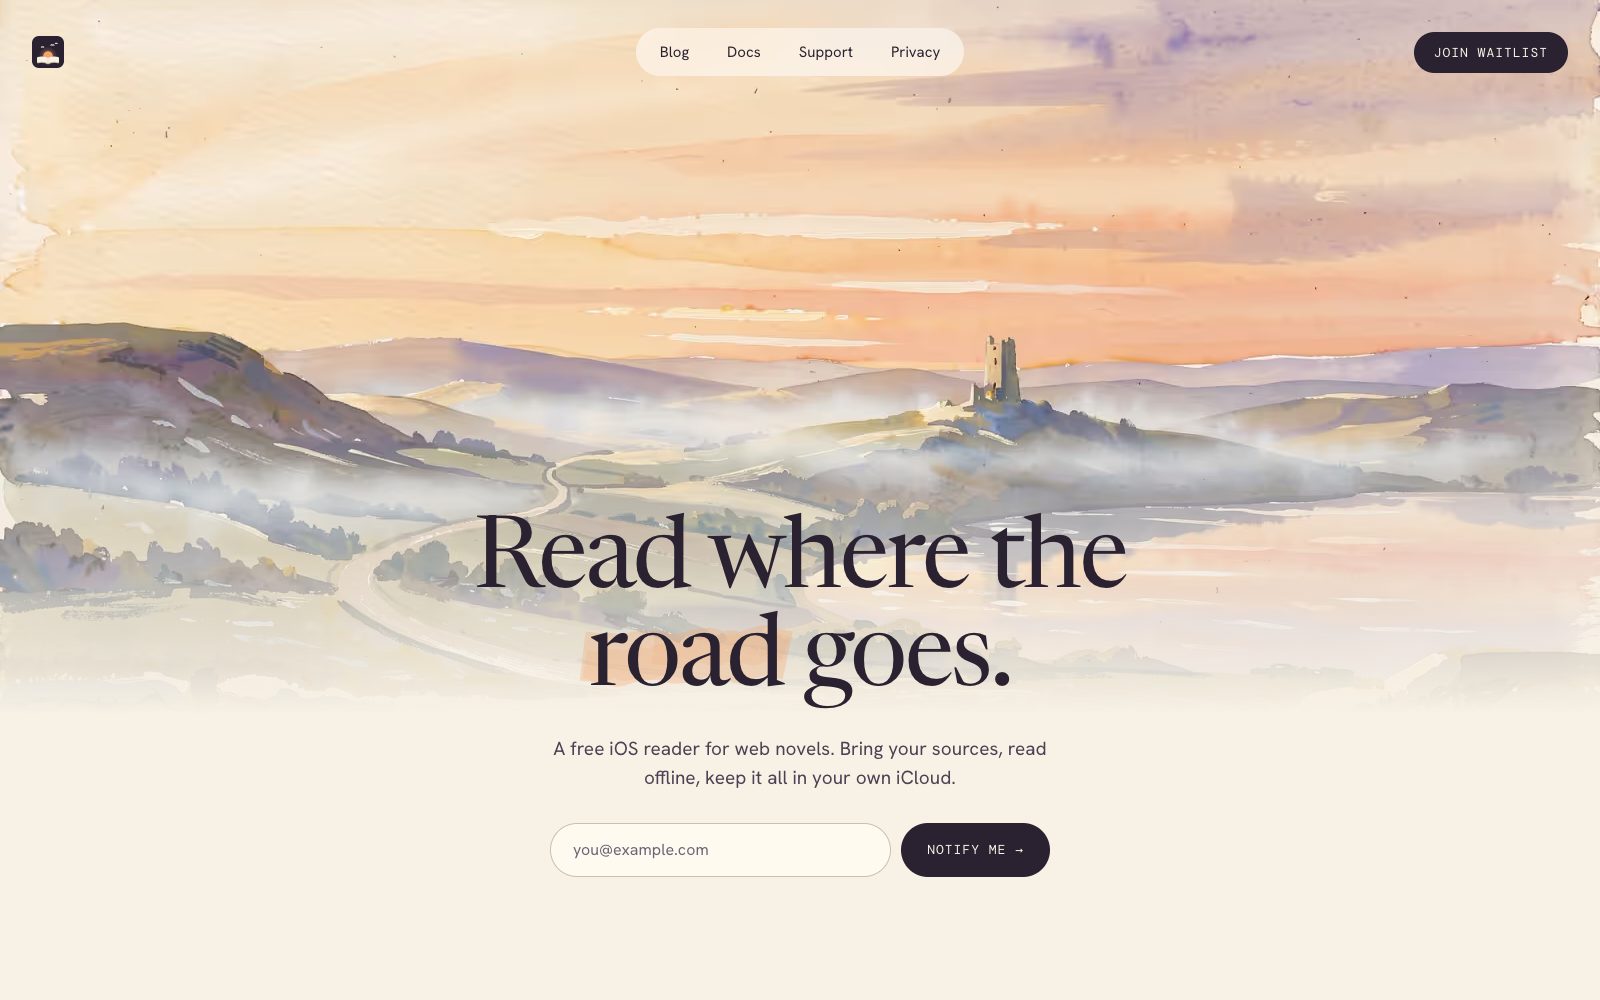 Blog Docs Support Privacy
JOIN WAITLIST
Read where the
road goes.
A free iOS reader for web novels. Bring your sources, read
offline, keep it all in your own iCloud.
you@example.com
NOTIFY ME →